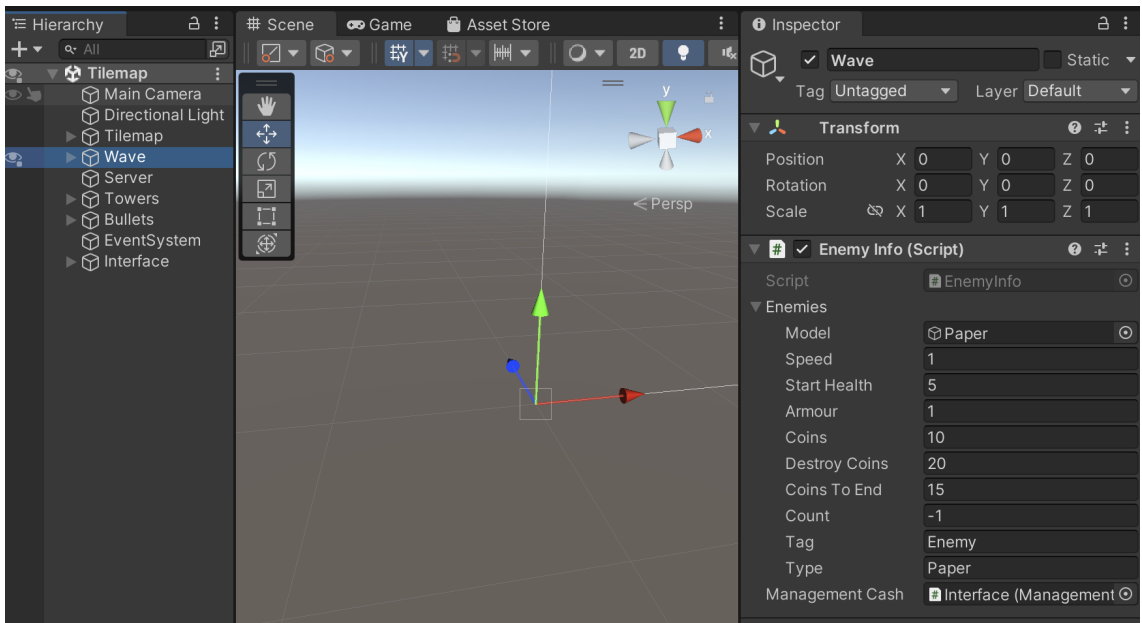 Hierarchy
All
Tilemap
Main Camera
Directional Light
Tilemap
Wave
Server
Towers
Bullets
EventSystem
Interface
Scene
Game
Asset Store
2D
y
x
Persp
Inspector
Wave
Static
Tag Untagged Layer Default
Transform
Position X 0 Y 0 Z 0
Rotation X 0 Y 0 Z 0
Scale X 1 Y 1 Z 1
# Enemy Info (Script)
Script # EnemyInfo
Enemies
Model Paper
Speed 1
Start Health 5
Armour 1
Coins 10
Destroy Coins 20
Coins To End 15
Count -1
Tag Enemy
Type Paper
Management Cash # Interface (Management